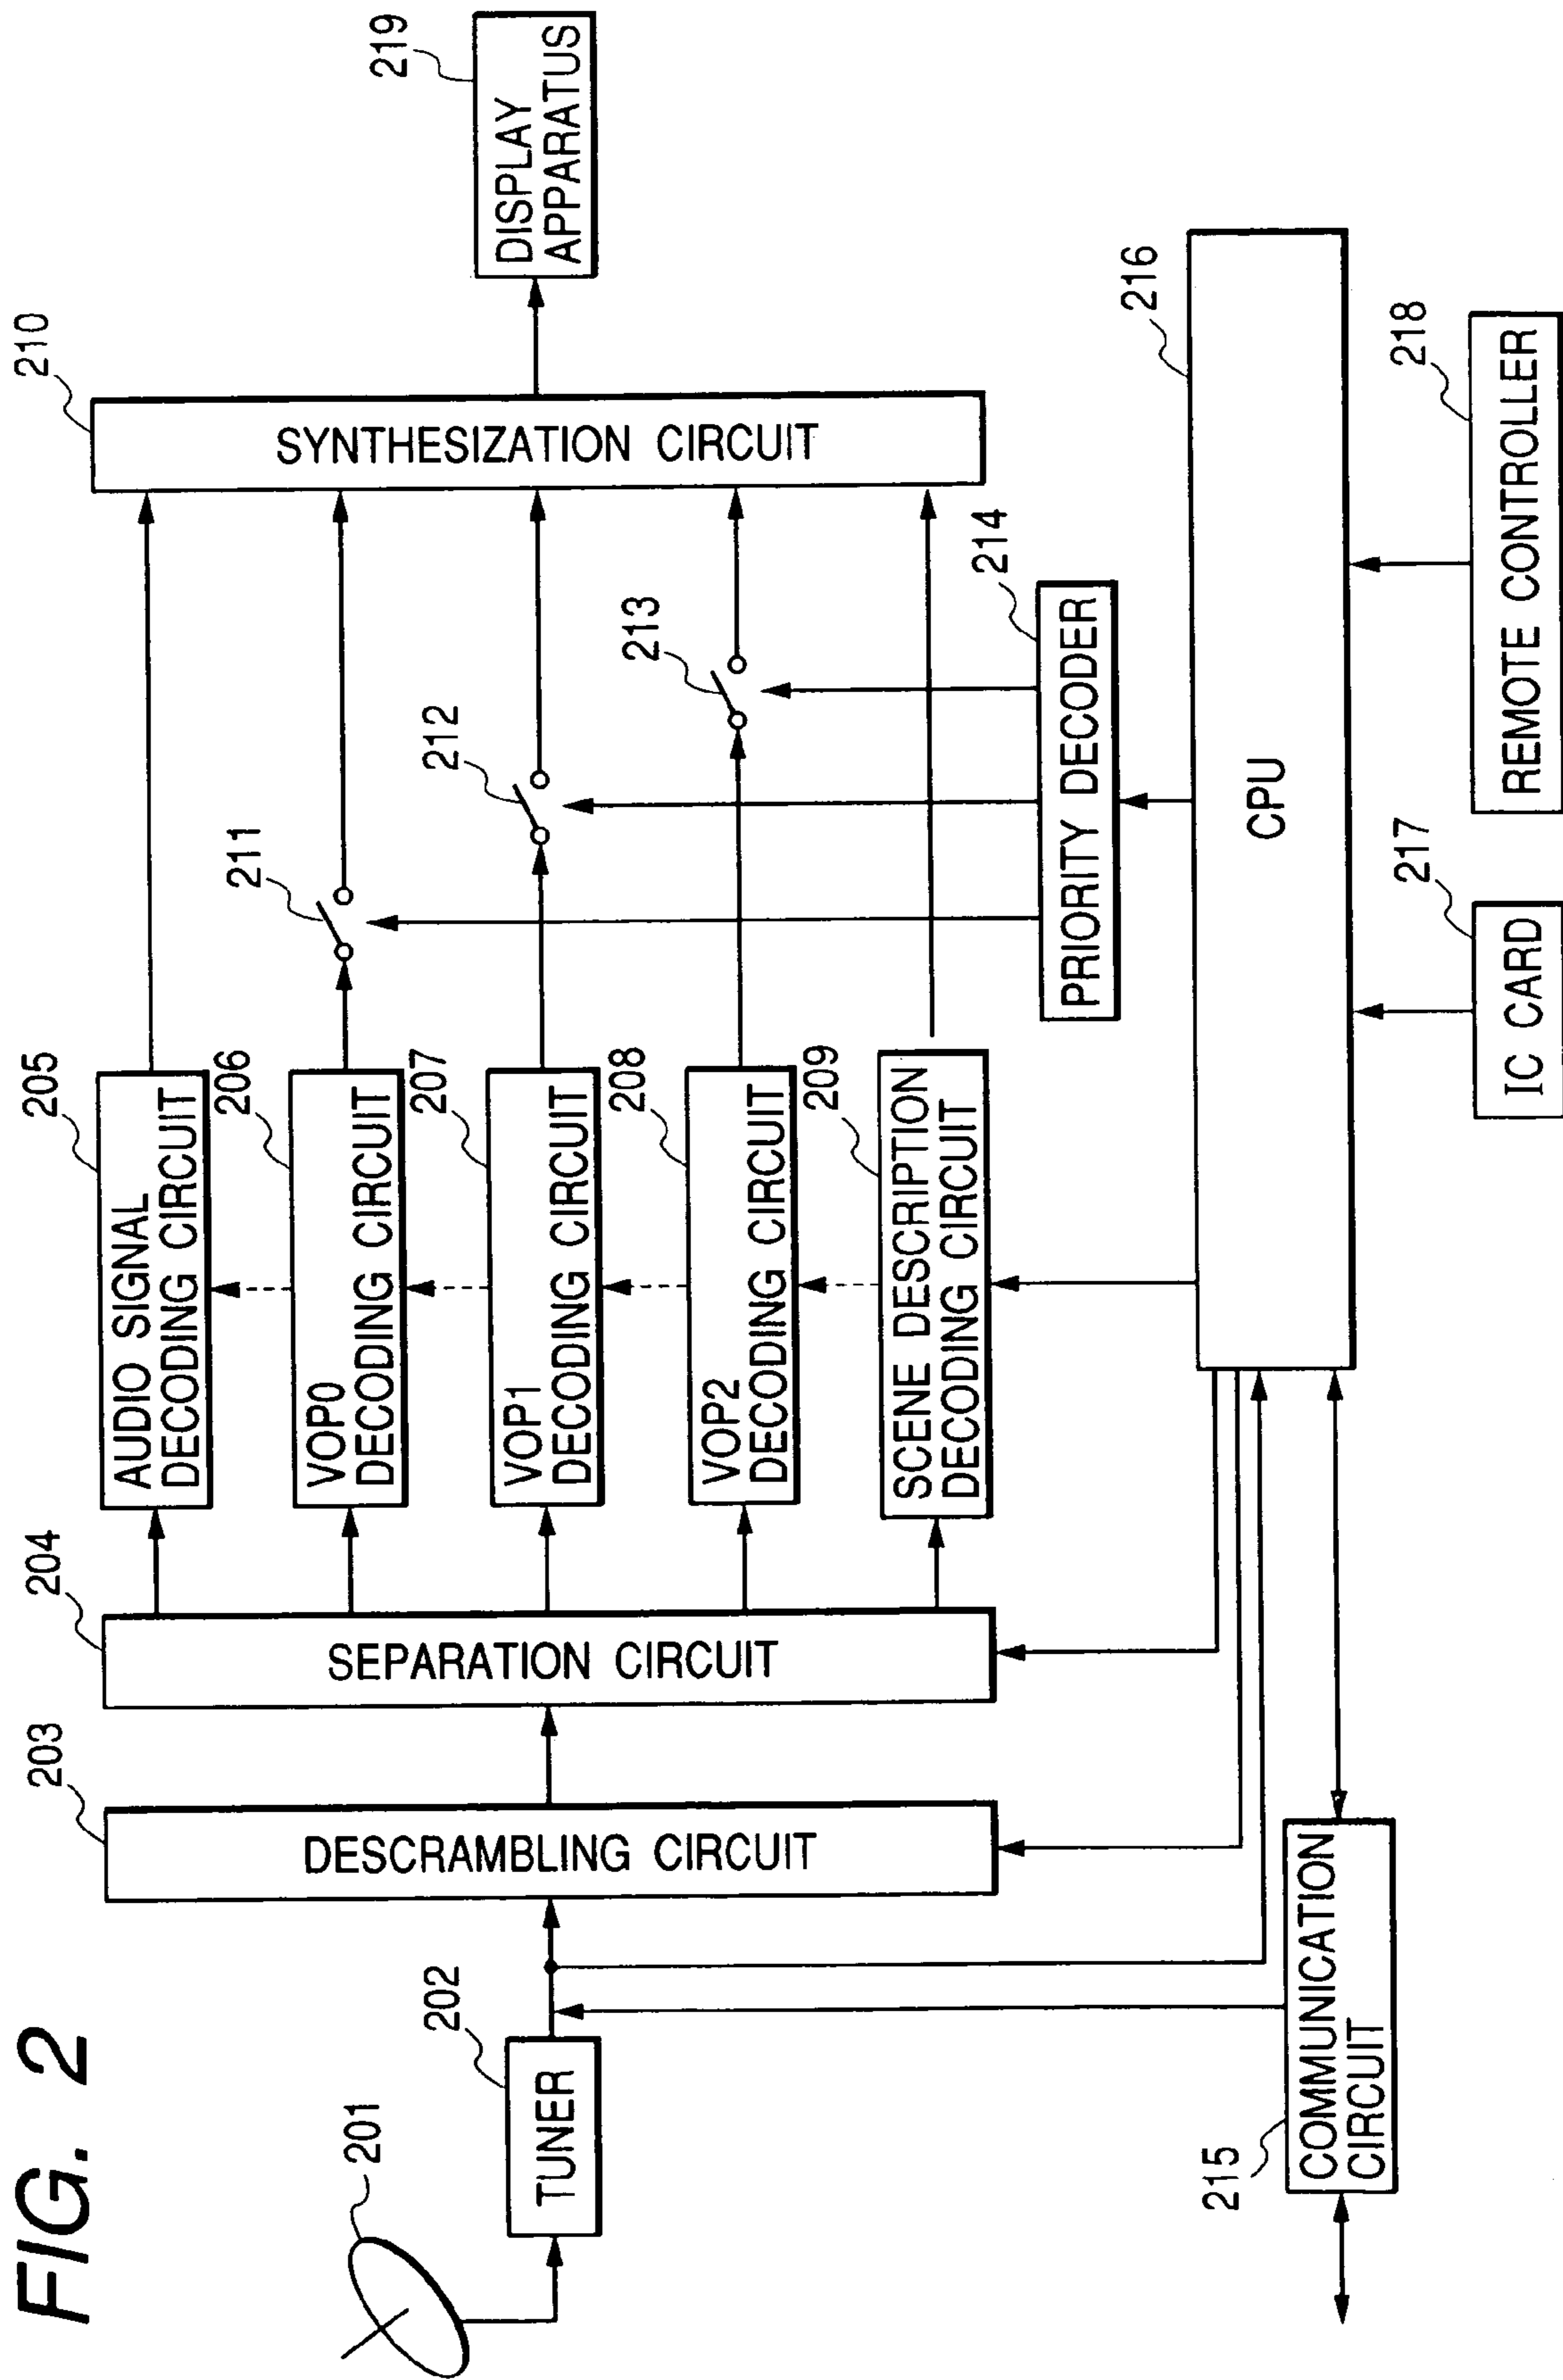 FIG. 2
201
202
TUNER
203
DESCRAMBLING CIRCUIT
204
SEPARATION CIRCUIT
205
AUDIO SIGNAL
DECODING CIRCUIT
206
VOP0
DECODING CIRCUIT
207
VOP1
DECODING CIRCUIT
208
VOP2
DECODING CIRCUIT
209
SCENE DESCRIPTION
DECODING CIRCUIT
211
212
213
214
PRIORITY DECODER
210
SYNTHESIZATION CIRCUIT
219
DISPLAY
APPARATUS
215
COMMUNICATION
CIRCUIT
216
CPU
217
IC CARD
218
REMOTE CONTROLLER